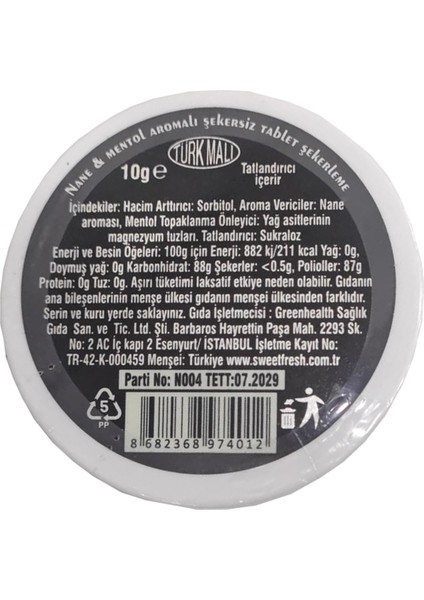 NANE & MENTOL AROMALI ŞEKERSİZ TABLET ŞEKERLEME
TÜRK MALI
10g ℮
Tatlandırıcı
içerir
İçindekiler: Hacim Arttırıcı: Sorbitol, Aroma Vericiler: Nane
aroması, Mentol Topaklanma Önleyici: Yağ asitlerinin
magnezyum tuzları. Tatlandırıcı: Sukraloz
Enerji ve Besin Öğeleri: 100g için Enerji: 882 kj/211 kcal Yağ: 0g,
Doymuş yağ: 0g Karbonhidrat: 88g Şekerler: <0.5g, Polioller: 87g
Protein: 0g Tuz: 0g. Aşırı tüketimi laksatif etkiye neden olabilir. Gıdanın
ana bileşenlerinin menşe ülkesi gıdanın menşei ülkesinden farklıdır.
Serin ve kuru yerde saklayınız. Gıda İşletmecisi : Greenhealth Sağlık
Gıda San. ve Tic. Ltd. Şti. Barbaros Hayrettin Paşa Mah. 2293 Sk.
No: 2 AC İç kapı 2 Esenyurt/ İSTANBUL İşletme Kayıt No:
TR-42-K-000459 Menşei: Türkiye www.sweetfresh.com.tr
Parti No: N004 TETT:07.2029
5
PP
8 682368 974012